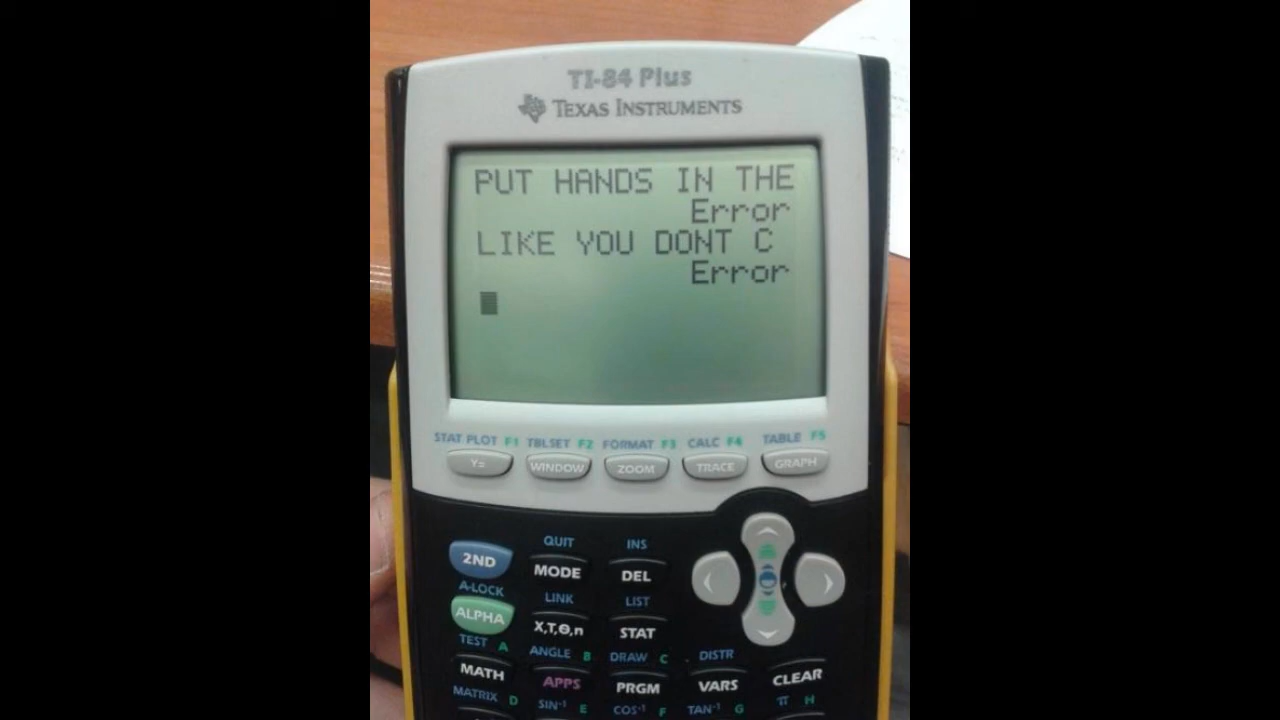 TI-84 Plus
TEXAS INSTRUMENTS
PUT HANDS IN THE
Error
LIKE YOU DONT C
Error
STAT PLOT F1 TBLSET F2 FORMAT F3 CALC F4 TABLE F5
Y= WINDOW ZOOM TRACE GRAPH
QUIT INS
2ND MODE DEL
A-LOCK LINK LIST
ALPHA X,T,Θ,n STAT
TEST A ANGLE B DRAW C DISTR
MATH APPS PRGM VARS CLEAR
MATRIX D SIN⁻¹ E COS⁻¹ F TAN⁻¹ G π H